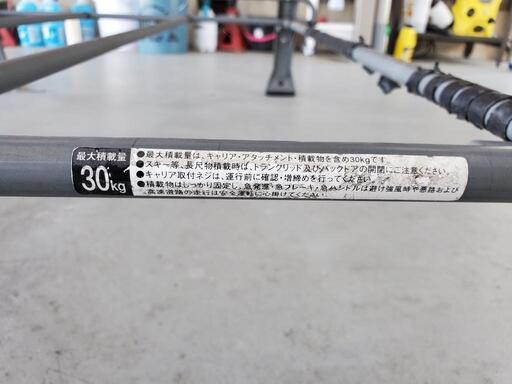 最大積載量
30kg
●最大積載量は、キャリア・アタッチメント・積載物を含め30kgです。
●スキー等、長尺物積載時は、トランクリッド及びバックドアの開閉にご注意ください。
●キャリア取付ネジは、運行前に確認・増締めを行ってください。
●積載物はしっかり固定し、急発進・急ブレーキ・急ハンドルは避け強風時や悪路および
高速道路の走行は安全運転に心掛けてください。